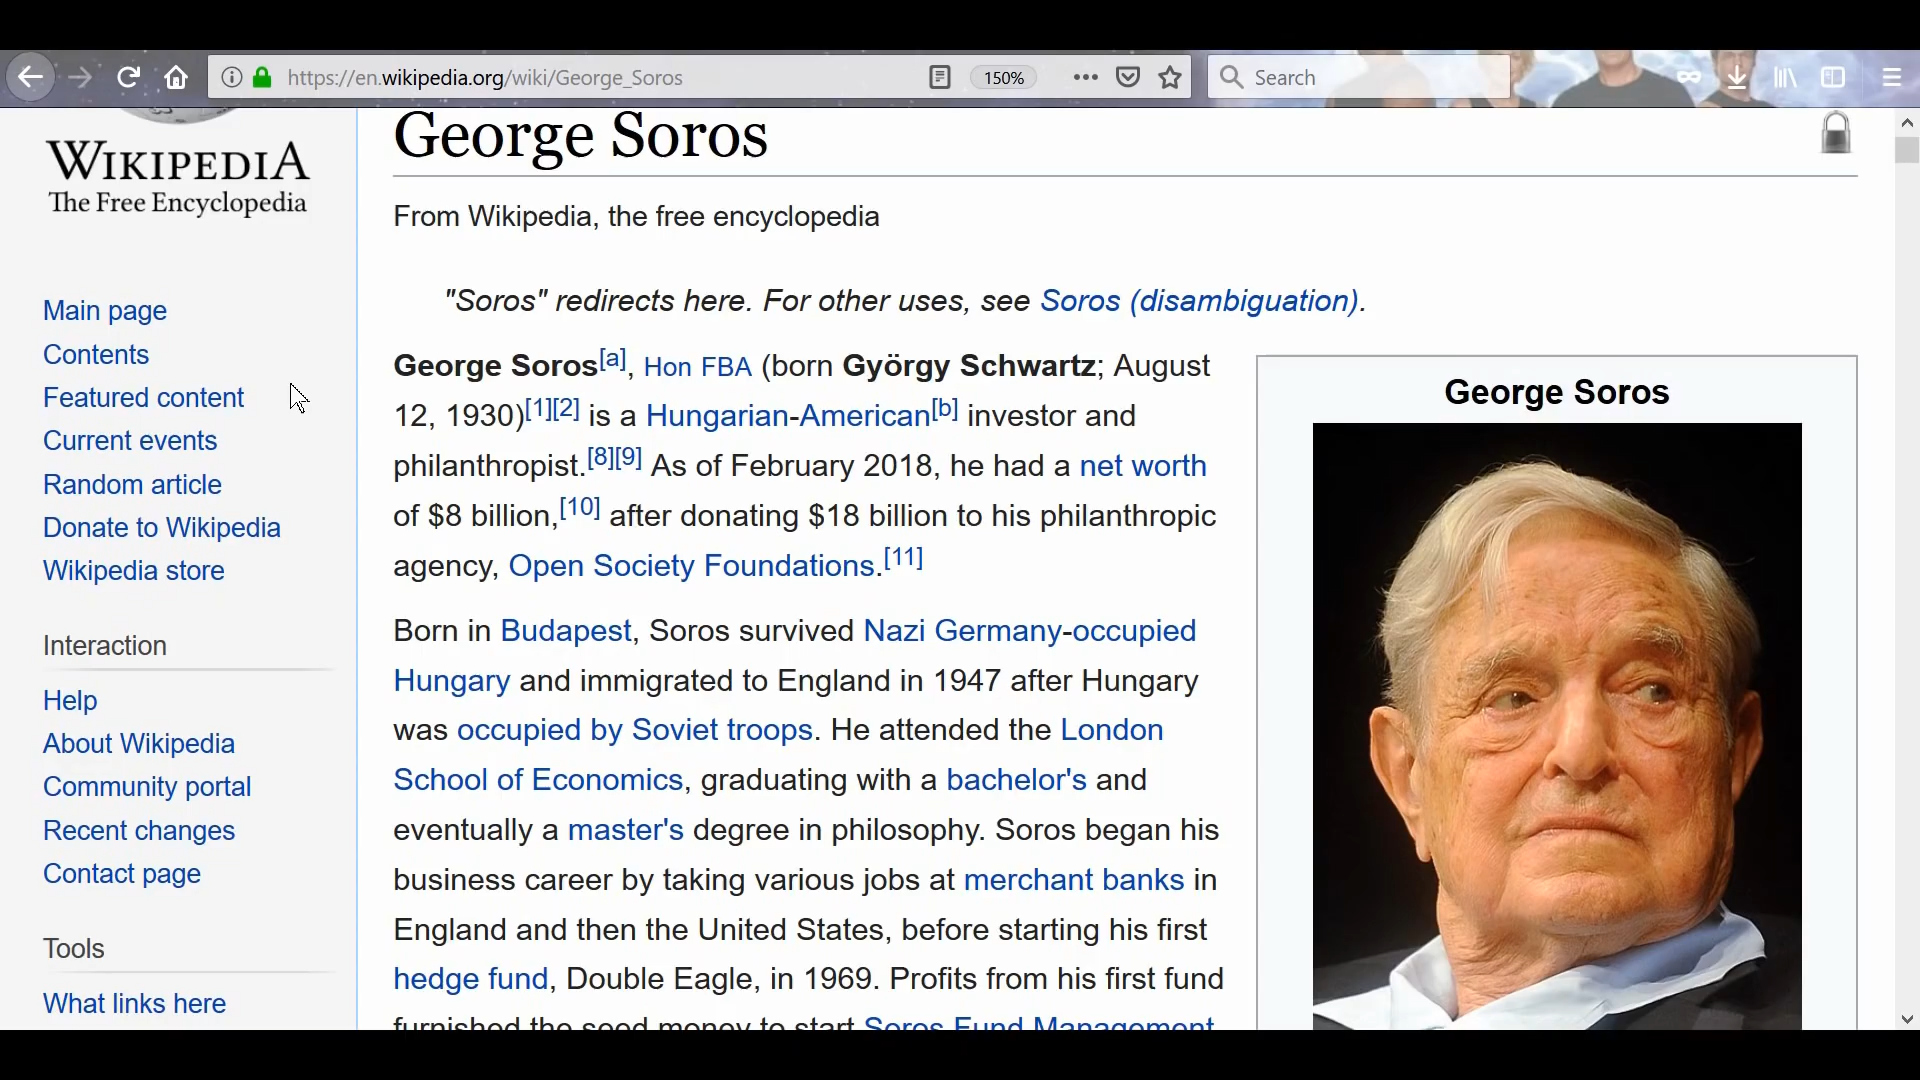 https://en.wikipedia.org/wiki/George_Soros
150%
Search
WIKIPEDIA
The Free Encyclopedia
Main page
Contents
Featured content
Current events
Random article
Donate to Wikipedia
Wikipedia store
Interaction
Help
About Wikipedia
Community portal
Recent changes
Contact page
Tools
What links here
George Soros
From Wikipedia, the free encyclopedia
"Soros" redirects here. For other uses, see Soros (disambiguation).
George Soros[a], Hon FBA (born György Schwartz; August
12, 1930)[1][2] is a Hungarian-American[b] investor and
philanthropist.[8][9] As of February 2018, he had a net worth
of $8 billion,[10] after donating $18 billion to his philanthropic
agency, Open Society Foundations.[11]
Born in Budapest, Soros survived Nazi Germany-occupied
Hungary and immigrated to England in 1947 after Hungary
was occupied by Soviet troops. He attended the London
School of Economics, graduating with a bachelor's and
eventually a master's degree in philosophy. Soros began his
business career by taking various jobs at merchant banks in
England and then the United States, before starting his first
hedge fund, Double Eagle, in 1969. Profits from his first fund
furnished the seed money to start Soros Fund Management,
George Soros